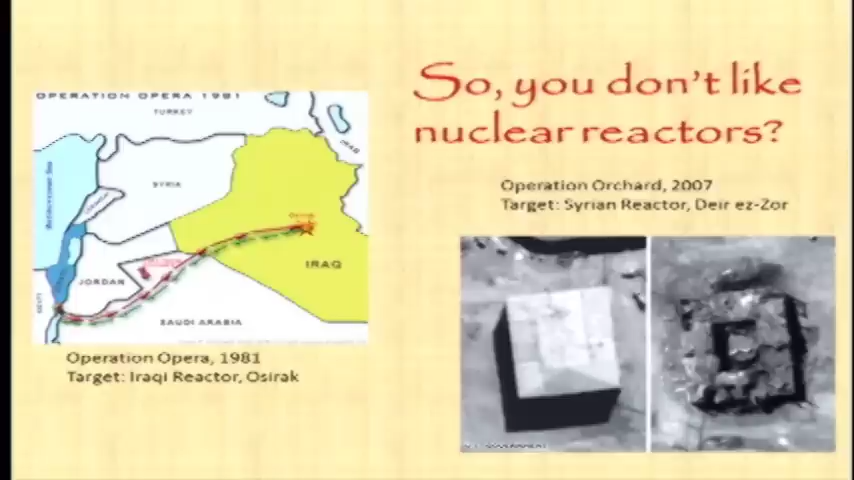 So, you don't like
nuclear reactors?
OPERATION OPERA 1981
TURKEY
SYRIA
IRAQ
JORDAN
SAUDI ARABIA
Operation Opera, 1981
Target: Iraqi Reactor, Osirak
Operation Orchard, 2007
Target: Syrian Reactor, Deir ez-Zor